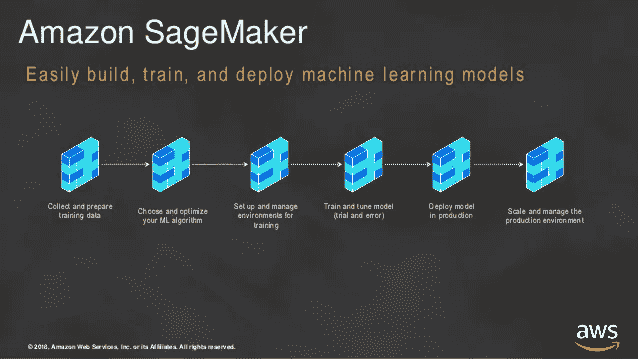 Amazon SageMaker
Easily build, train, and deploy machine learning models
Collect and prepare
training data
Choose and optimize
your ML algorithm
Set up and manage
environments for
training
Train and tune model
(trial and error)
Deploy model
in production
Scale and manage the
production environment
© 2018, Amazon Web Services, Inc. or its Affiliates. All rights reserved.
aws